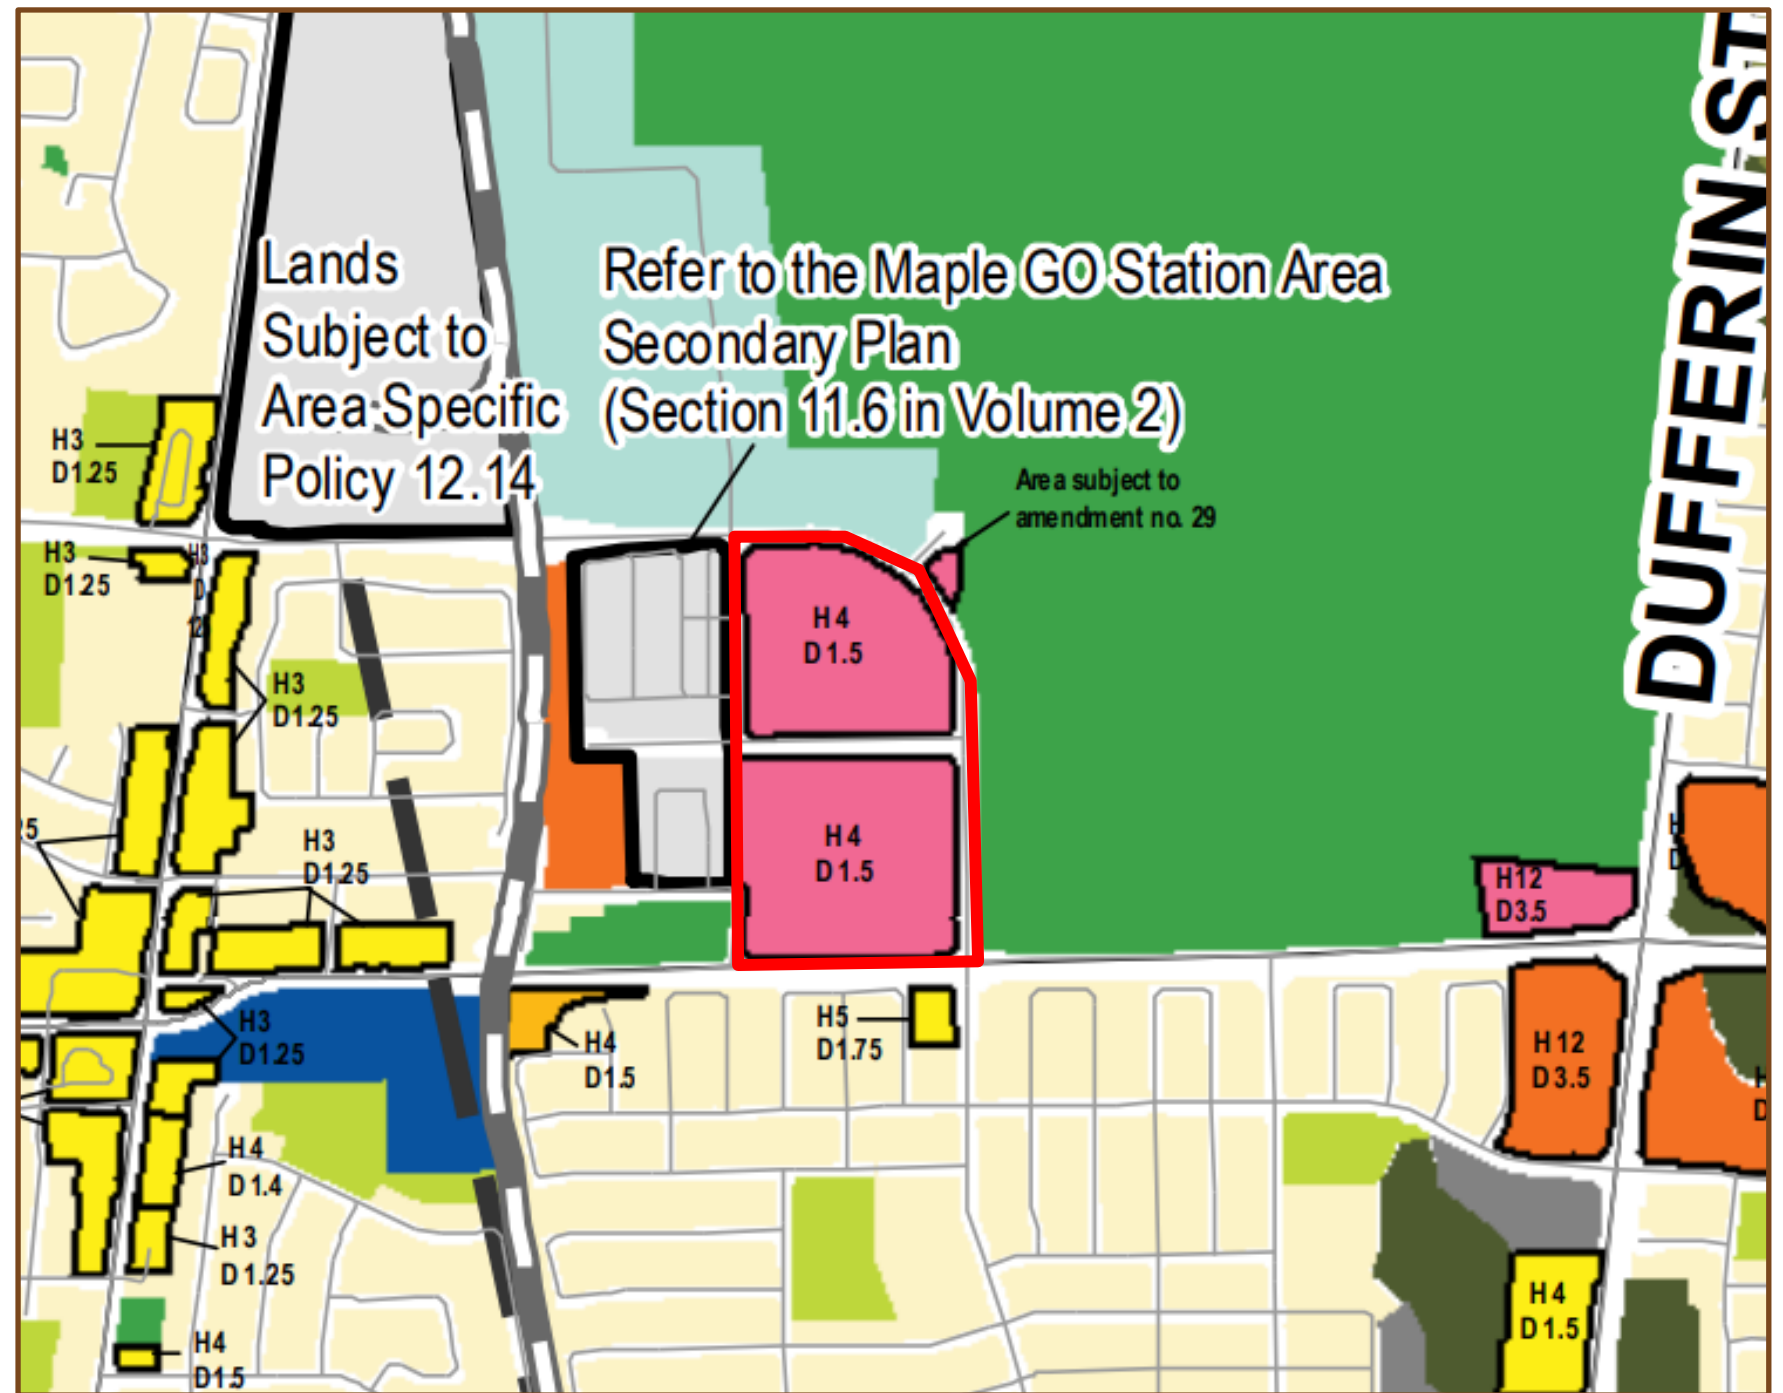 DUFFERIN ST
Lands
Subject to
Area Specific
Policy 12.14
Refer to the Maple GO Station Area
Secondary Plan
(Section 11.6 in Volume 2)
Area subject to
amendment no. 29
H3
D1.25
H3
D1.25
H3
D
12
H3
D1.25
H4
D1.5
H4
D1.5
H3
D1.25
25
H12
D3.5
H
D
H3
D1.25
H4
D1.5
H5
D1.75
H12
D3.5
H
D
H4
D1.4
H3
D1.25
H4
D1.5
H4
D1.5